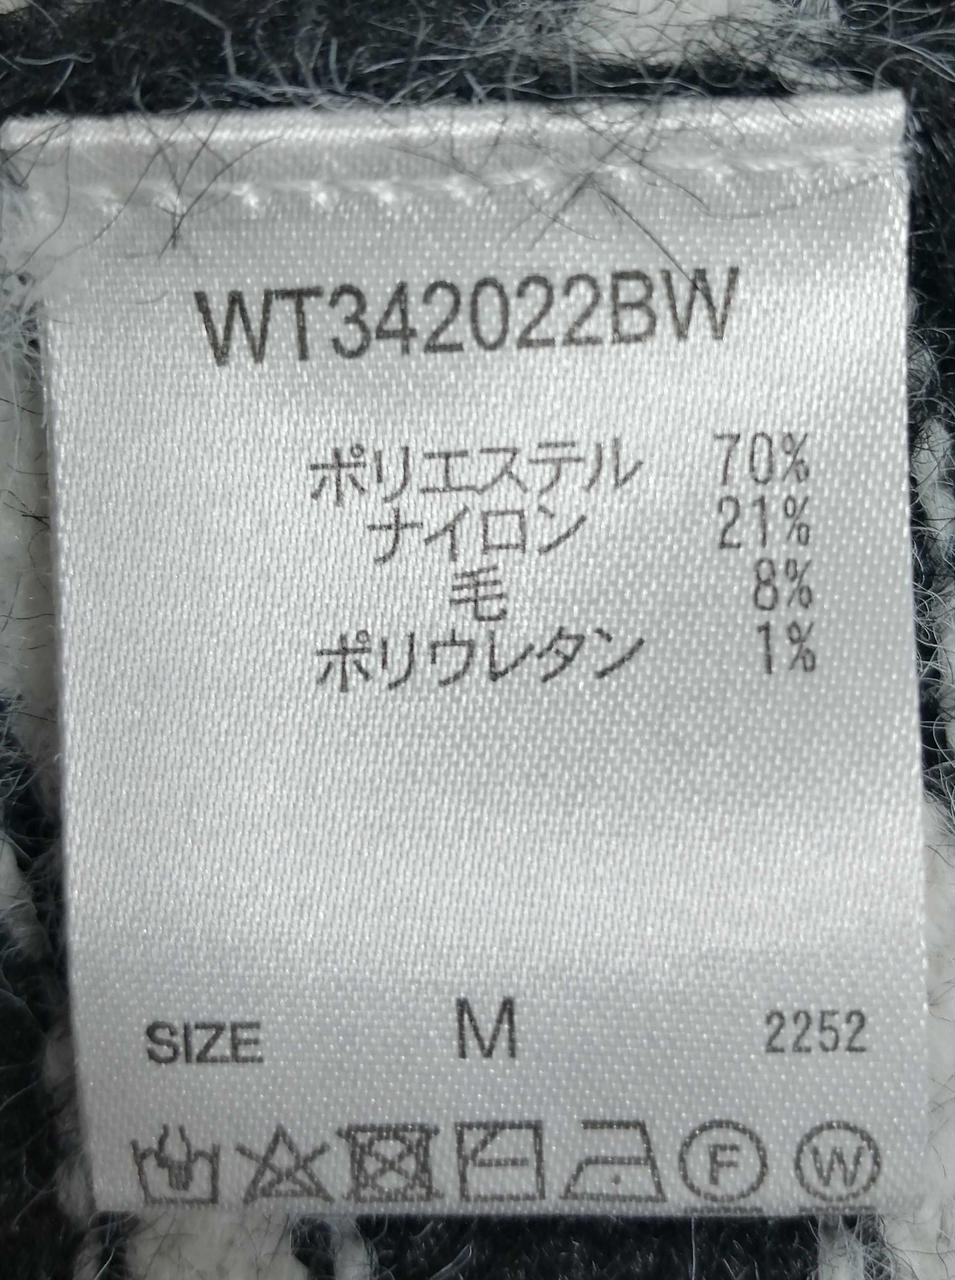 WT342022BW
ポリエステル 70%
ナイロン 21%
毛 8%
ポリウレタン 1%
SIZE M 2252
F W